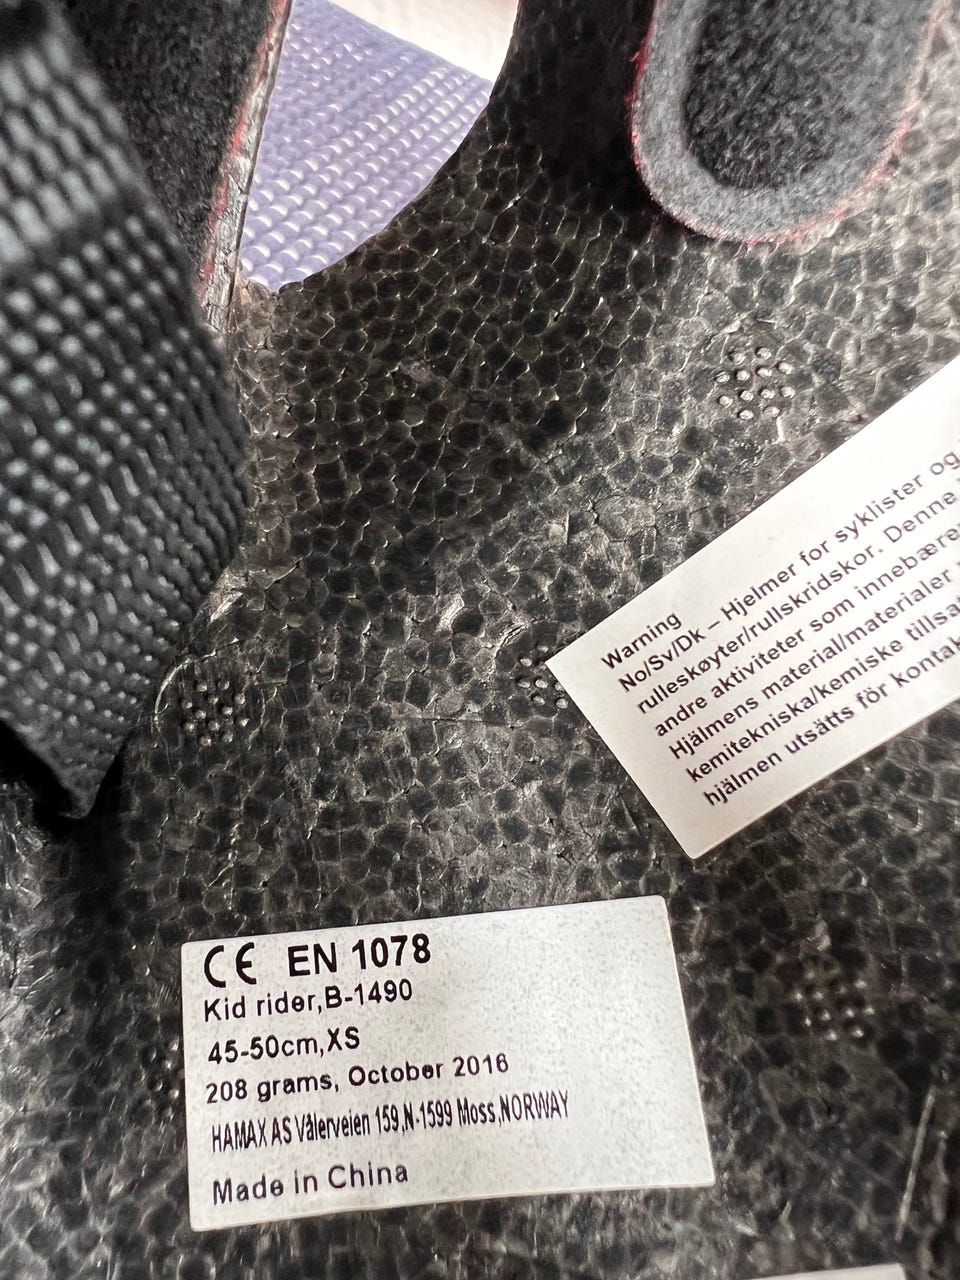 Warning
No/Sv/Dk – Hjelmer for syklister og
rulleskøyter/rullskridskor. Denne
andre aktiviteter som innebære
Hjälmens material/materialer
kemitekniska/kemiske tillsa
hjälmen utsätts för kontak
CE EN 1078
Kid rider,B-1490
45-50cm,XS
208 grams, October 2016
HAMAX AS Vålerveien 159,N-1599 Moss,NORWAY
Made in China